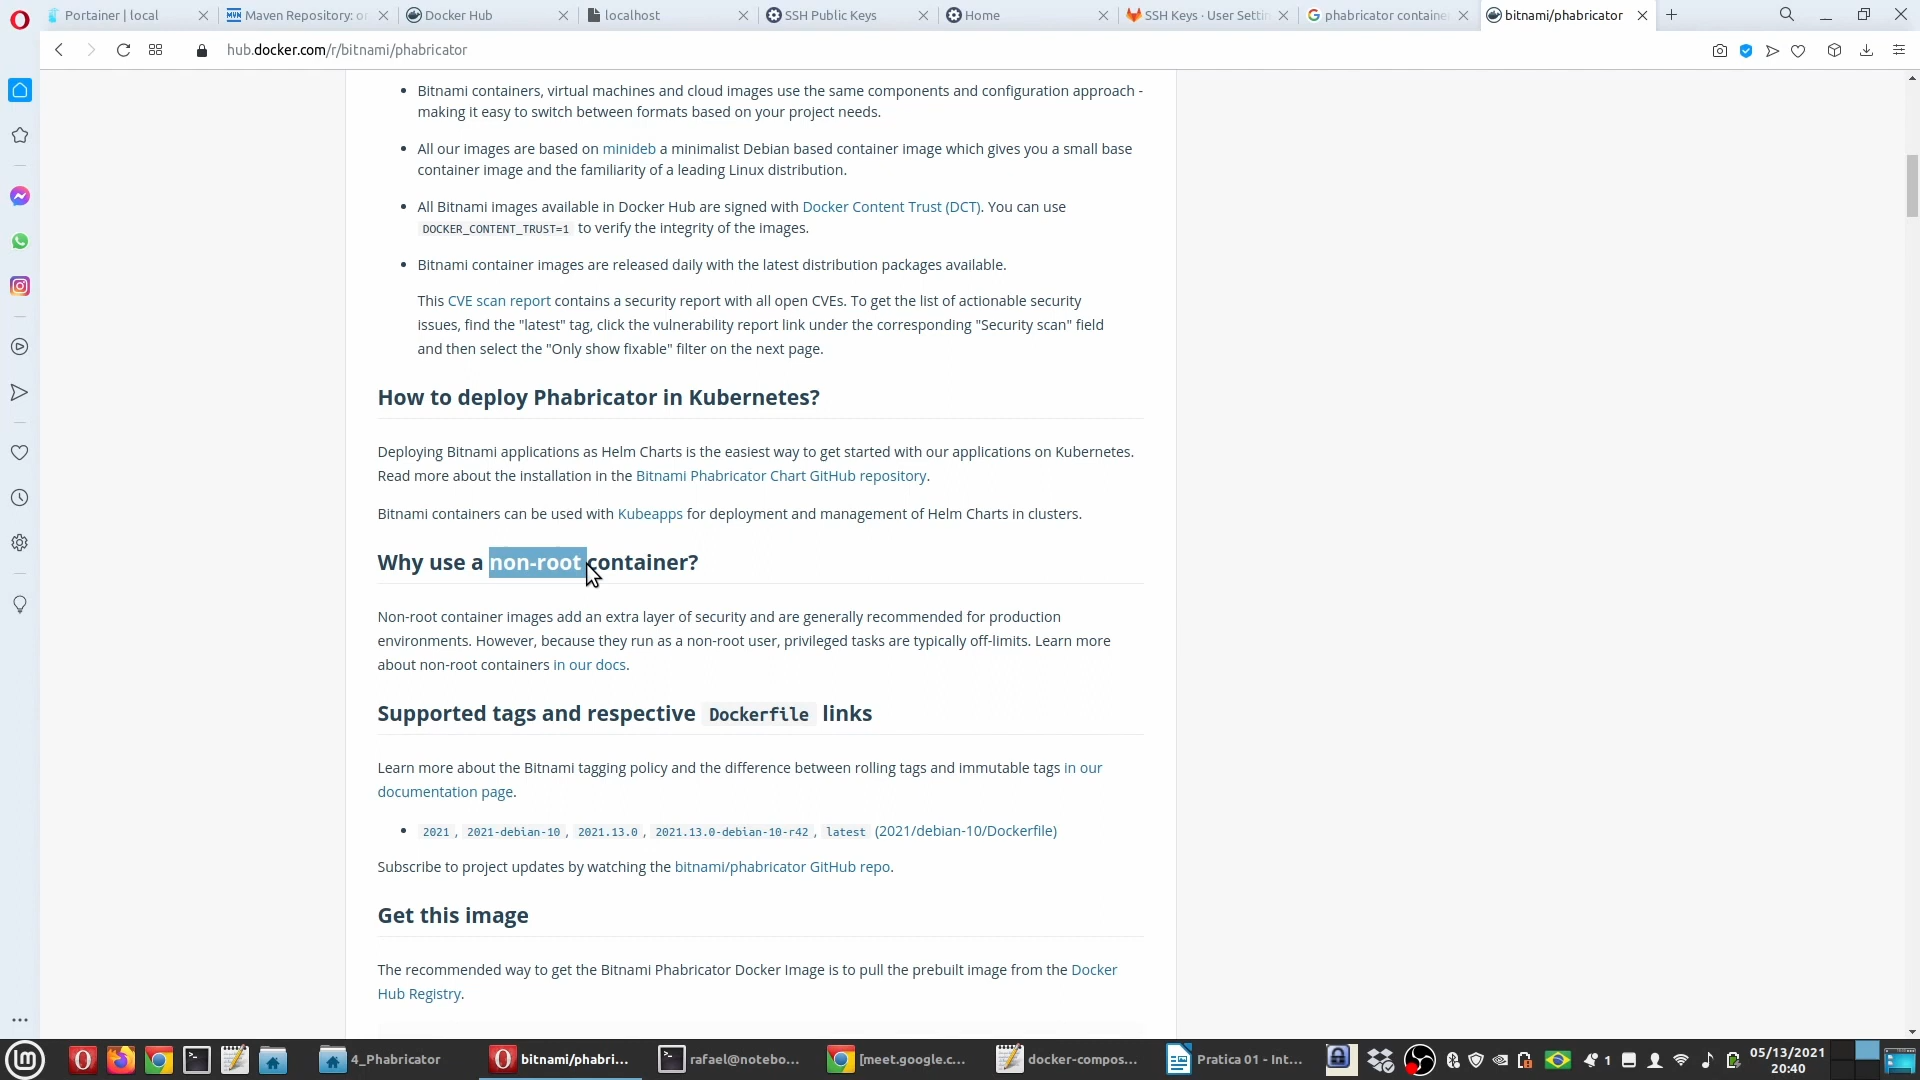 Portainer | local
Maven Repository: o
Docker Hub
localhost
SSH Public Keys
Home
SSH Keys · User Settin
phabricator containe
bitnami/phabricator
hub.docker.com/r/bitnami/phabricator
• Bitnami containers, virtual machines and cloud images use the same components and configuration approach -
making it easy to switch between formats based on your project needs.
• All our images are based on minideb a minimalist Debian based container image which gives you a small base
container image and the familiarity of a leading Linux distribution.
• All Bitnami images available in Docker Hub are signed with Docker Content Trust (DCT). You can use
DOCKER_CONTENT_TRUST=1 to verify the integrity of the images.
• Bitnami container images are released daily with the latest distribution packages available.
This CVE scan report contains a security report with all open CVEs. To get the list of actionable security
issues, find the "latest" tag, click the vulnerability report link under the corresponding "Security scan" field
and then select the "Only show fixable" filter on the next page.
How to deploy Phabricator in Kubernetes?
Deploying Bitnami applications as Helm Charts is the easiest way to get started with our applications on Kubernetes.
Read more about the installation in the Bitnami Phabricator Chart GitHub repository.
Bitnami containers can be used with Kubeapps for deployment and management of Helm Charts in clusters.
Why use a non-root container?
Non-root container images add an extra layer of security and are generally recommended for production
environments. However, because they run as a non-root user, privileged tasks are typically off-limits. Learn more
about non-root containers in our docs.
Supported tags and respective Dockerfile links
Learn more about the Bitnami tagging policy and the difference between rolling tags and immutable tags in our
documentation page.
• 2021, 2021-debian-10, 2021.13.0, 2021.13.0-debian-10-r42, latest (2021/debian-10/Dockerfile)
Subscribe to project updates by watching the bitnami/phabricator GitHub repo.
Get this image
The recommended way to get the Bitnami Phabricator Docker Image is to pull the prebuilt image from the Docker
Hub Registry.
4_Phabricator
bitnami/phabri...
rafael@notebo...
[meet.google.c...
docker-compos...
Pratica 01 - Int...
1
05/13/2021
20:40